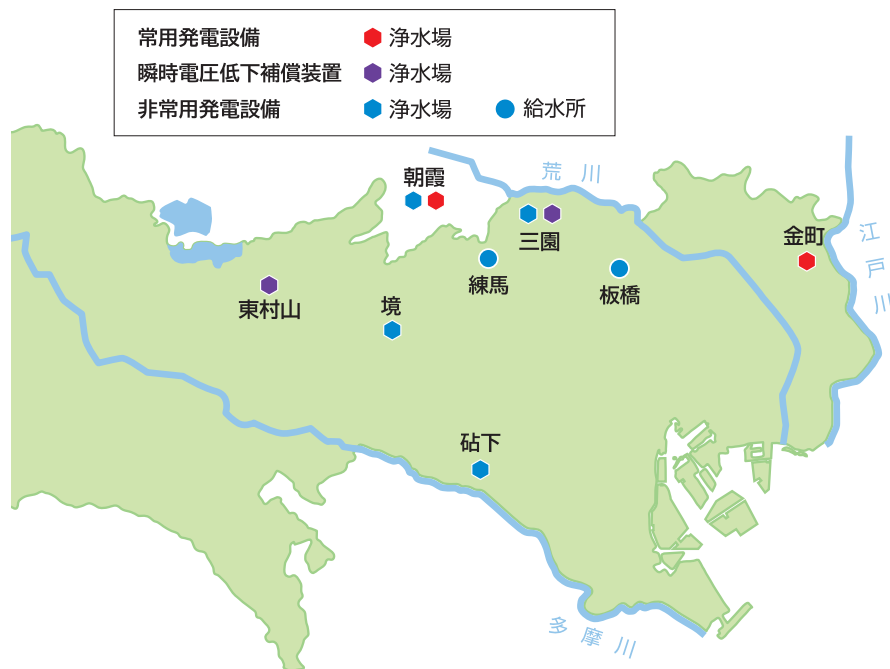 常用発電設備 浄水場
瞬時電圧低下補償装置 浄水場
非常用発電設備 浄水場 給水所
荒川
朝霞
三園
金町
江戸川
練馬
板橋
東村山
境
砧下
多摩川